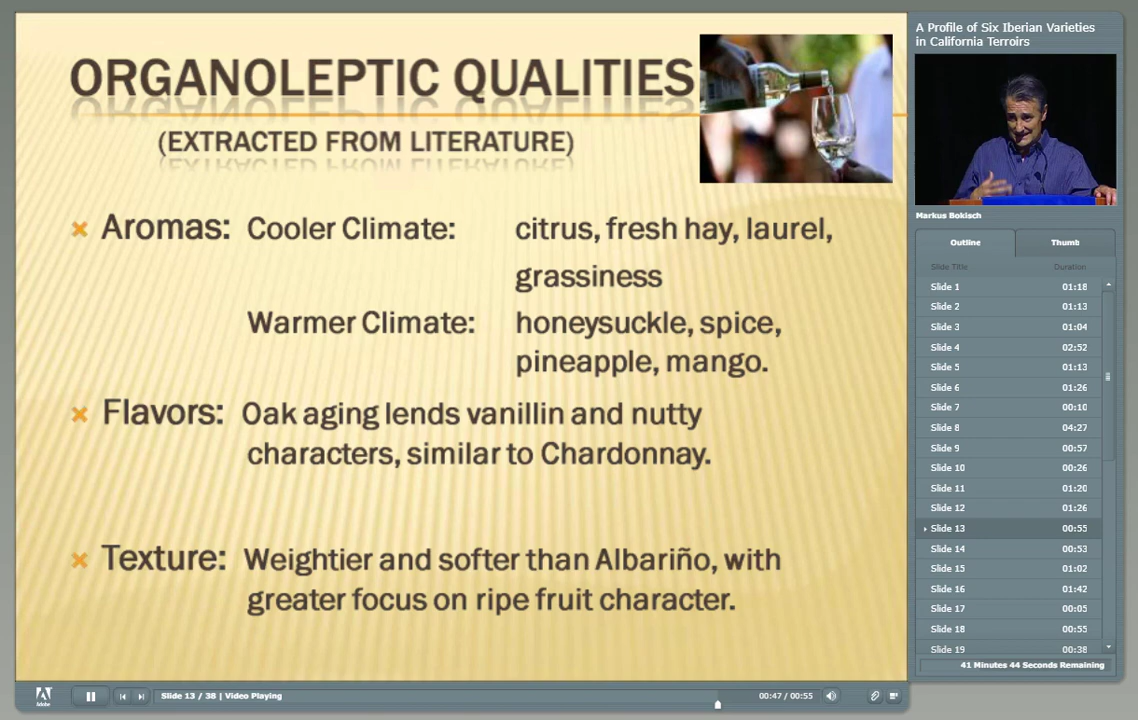 ORGANOLEPTIC QUALITIES
(EXTRACTED FROM LITERATURE)
Aromas: Cooler Climate: citrus, fresh hay, laurel,
grassiness
Warmer Climate: honeysuckle, spice,
pineapple, mango.
Flavors: Oak aging lends vanillin and nutty
characters, similar to Chardonnay.
Texture: Weightier and softer than Albariño, with
greater focus on ripe fruit character.
A Profile of Six Iberian Varieties
in California Terroirs
Markus Bokisch
Outline Thumb
Slide Title Duration
Slide 1 01:18
Slide 2 01:13
Slide 3 01:04
Slide 4 02:52
Slide 5 01:13
Slide 6 01:26
Slide 7 00:10
Slide 8 04:27
Slide 9 00:57
Slide 10 00:26
Slide 11 01:20
Slide 12 01:26
Slide 13 00:55
Slide 14 00:53
Slide 15 01:02
Slide 16 01:42
Slide 17 00:05
Slide 18 00:55
Slide 19 00:38
41 Minutes 44 Seconds Remaining
Adobe
Slide 13 / 38 | Video Playing
00:47 / 00:55